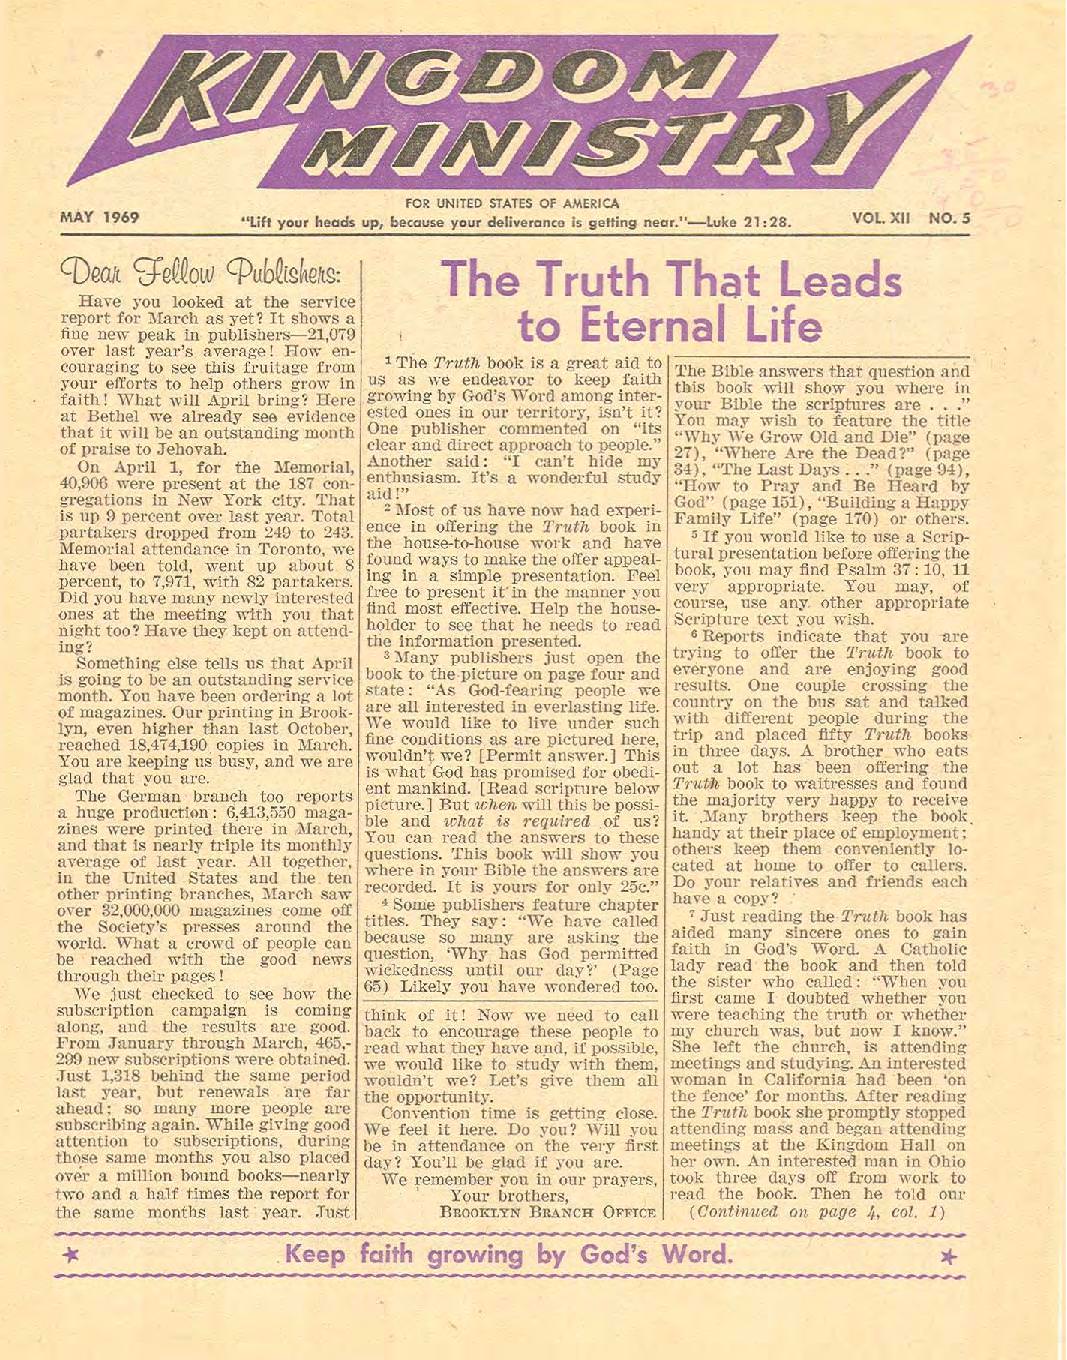 KINGDOM
MINISTRY
FOR UNITED STATES OF AMERICA
MAY 1969
"Lift your heads up, because your deliverance is getting near."—Luke 21:28.
VOL. XII NO. 5
Dear Fellow Publishers:
Have you looked at the service
report for March as yet? It shows a
fine new peak in publishers—21,079
over last year's average! How en-
couraging to see this fruitage from
your efforts to help others grow in
faith! What will April bring? Here
at Bethel we already see evidence
that it will be an outstanding month
of praise to Jehovah.
On April 1, for the Memorial,
40,906 were present at the 187 con-
gregations in New York city. That
is up 9 percent over last year. Total
partakers dropped from 249 to 243.
Memorial attendance in Toronto, we
have been told, went up about 8
percent, to 7,971, with 82 partakers.
Did you have many newly interested
ones at the meeting with you that
night too? Have they kept on attend-
ing?
Something else tells us that April
is going to be an outstanding service
month. You have been ordering a lot
of magazines. Our printing in Brook-
lyn, even higher than last October,
reached 18,474,190 copies in March.
You are keeping us busy, and we are
glad that you are.
The German branch too reports
a huge production: 6,413,550 maga-
zines were printed there in March,
and that is nearly triple its monthly
average of last year. All together,
in the United States and the ten
other printing branches, March saw
over 32,000,000 magazines come off
the Society's presses around the
world. What a crowd of people can
be reached with the good news
through their pages!
We just checked to see how the
subscription campaign is coming
along, and the results are good.
From January through March, 465,-
299 new subscriptions were obtained.
Just 1,318 behind the same period
last year, but renewals are far
ahead; so many more people are
subscribing again. While giving good
attention to subscriptions, during
those same months you also placed
over a million bound books—nearly
two and a half times the report for
the same months last year. Just
think of it! Now we need to call
back to encourage these people to
read what they have and, if possible,
we would like to study with them,
wouldn't we? Let's give them all
the opportunity.
Convention time is getting close.
We feel it here. Do you? Will you
be in attendance on the very first
day? You'll be glad if you are.
We remember you in our prayers,
Your brothers,
BROOKLYN BRANCH OFFICE
The Truth That Leads
to Eternal Life
1 The Truth book is a great aid to
us as we endeavor to keep faith
growing by God's Word among inter-
ested ones in our territory, isn't it?
One publisher commented on "its
clear and direct approach to people."
Another said: "I can't hide my
enthusiasm. It's a wonderful study
aid!"
2 Most of us have now had experi-
ence in offering the Truth book in
the house-to-house work and have
found ways to make the offer appeal-
ing in a simple presentation. Feel
free to present it in the manner you
find most effective. Help the house-
holder to see that he needs to read
the information presented.
3 Many publishers just open the
book to the picture on page four and
state: "As God-fearing people we
are all interested in everlasting life.
We would like to live under such
fine conditions as are pictured here,
wouldn't we? [Permit answer.] This
is what God has promised for obedi-
ent mankind. [Read scripture below
picture.] But when will this be possi-
ble and what is required of us?
You can read the answers to these
questions. This book will show you
where in your Bible the answers are
recorded. It is yours for only 25c."
4 Some publishers feature chapter
titles. They say: "We have called
because so many are asking the
question, 'Why has God permitted
wickedness until our day?' (Page
65) Likely you have wondered too.
The Bible answers that question and
this book will show you where in
your Bible the scriptures are . . ."
You may wish to feature the title
"Why We Grow Old and Die" (page
27), "Where Are the Dead?" (page
34), "The Last Days . . ." (page 94),
"How to Pray and Be Heard by
God" (page 151), "Building a Happy
Family Life" (page 170) or others.
5 If you would like to use a Scrip-
tural presentation before offering the
book, you may find Psalm 37:10, 11
very appropriate. You may, of
course, use any other appropriate
Scripture text you wish.
6 Reports indicate that you are
trying to offer the Truth book to
everyone and are enjoying good
results. One couple crossing the
country on the bus sat and talked
with different people during the
trip and placed fifty Truth books
in three days. A brother who eats
out a lot has been offering the
Truth book to waitresses and found
the majority very happy to receive
it. Many brothers keep the book
handy at their place of employment;
others keep them conveniently lo-
cated at home to offer to callers.
Do your relatives and friends each
have a copy?
7 Just reading the Truth book has
aided many sincere ones to gain
faith in God's Word. A Catholic
lady read the book and then told
the sister who called: "When you
first came I doubted whether you
were teaching the truth or whether
my church was, but now I know."
She left the church, is attending
meetings and studying. An interested
woman in California had been 'on
the fence' for months. After reading
the Truth book she promptly stopped
attending mass and began attending
meetings at the Kingdom Hall on
her own. An interested man in Ohio
took three days off from work to
read the book. Then he told our
(Continued on page 4, col. 1)
Keep faith growing by God's Word.